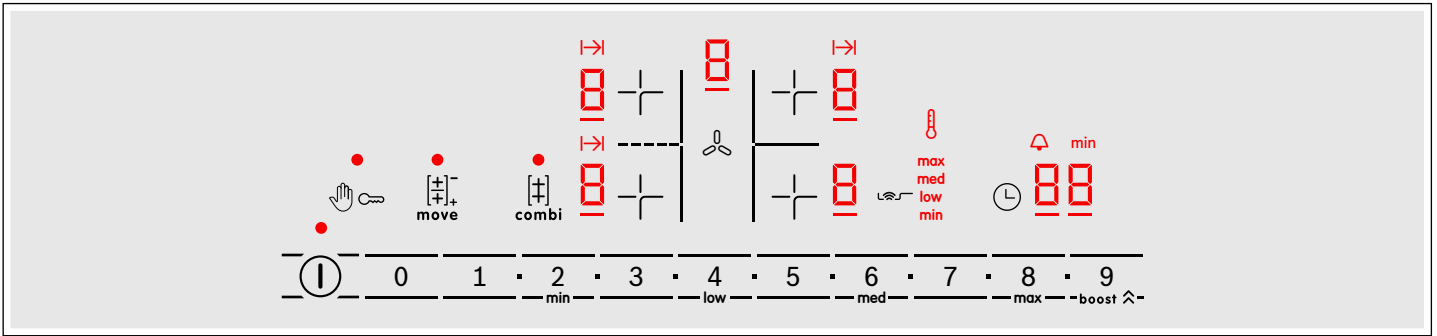 8
8 8
min
max
8 8 med 88
low
min
move combi
0 1 2 3 4 5 6 7 8 9
min low med max boost